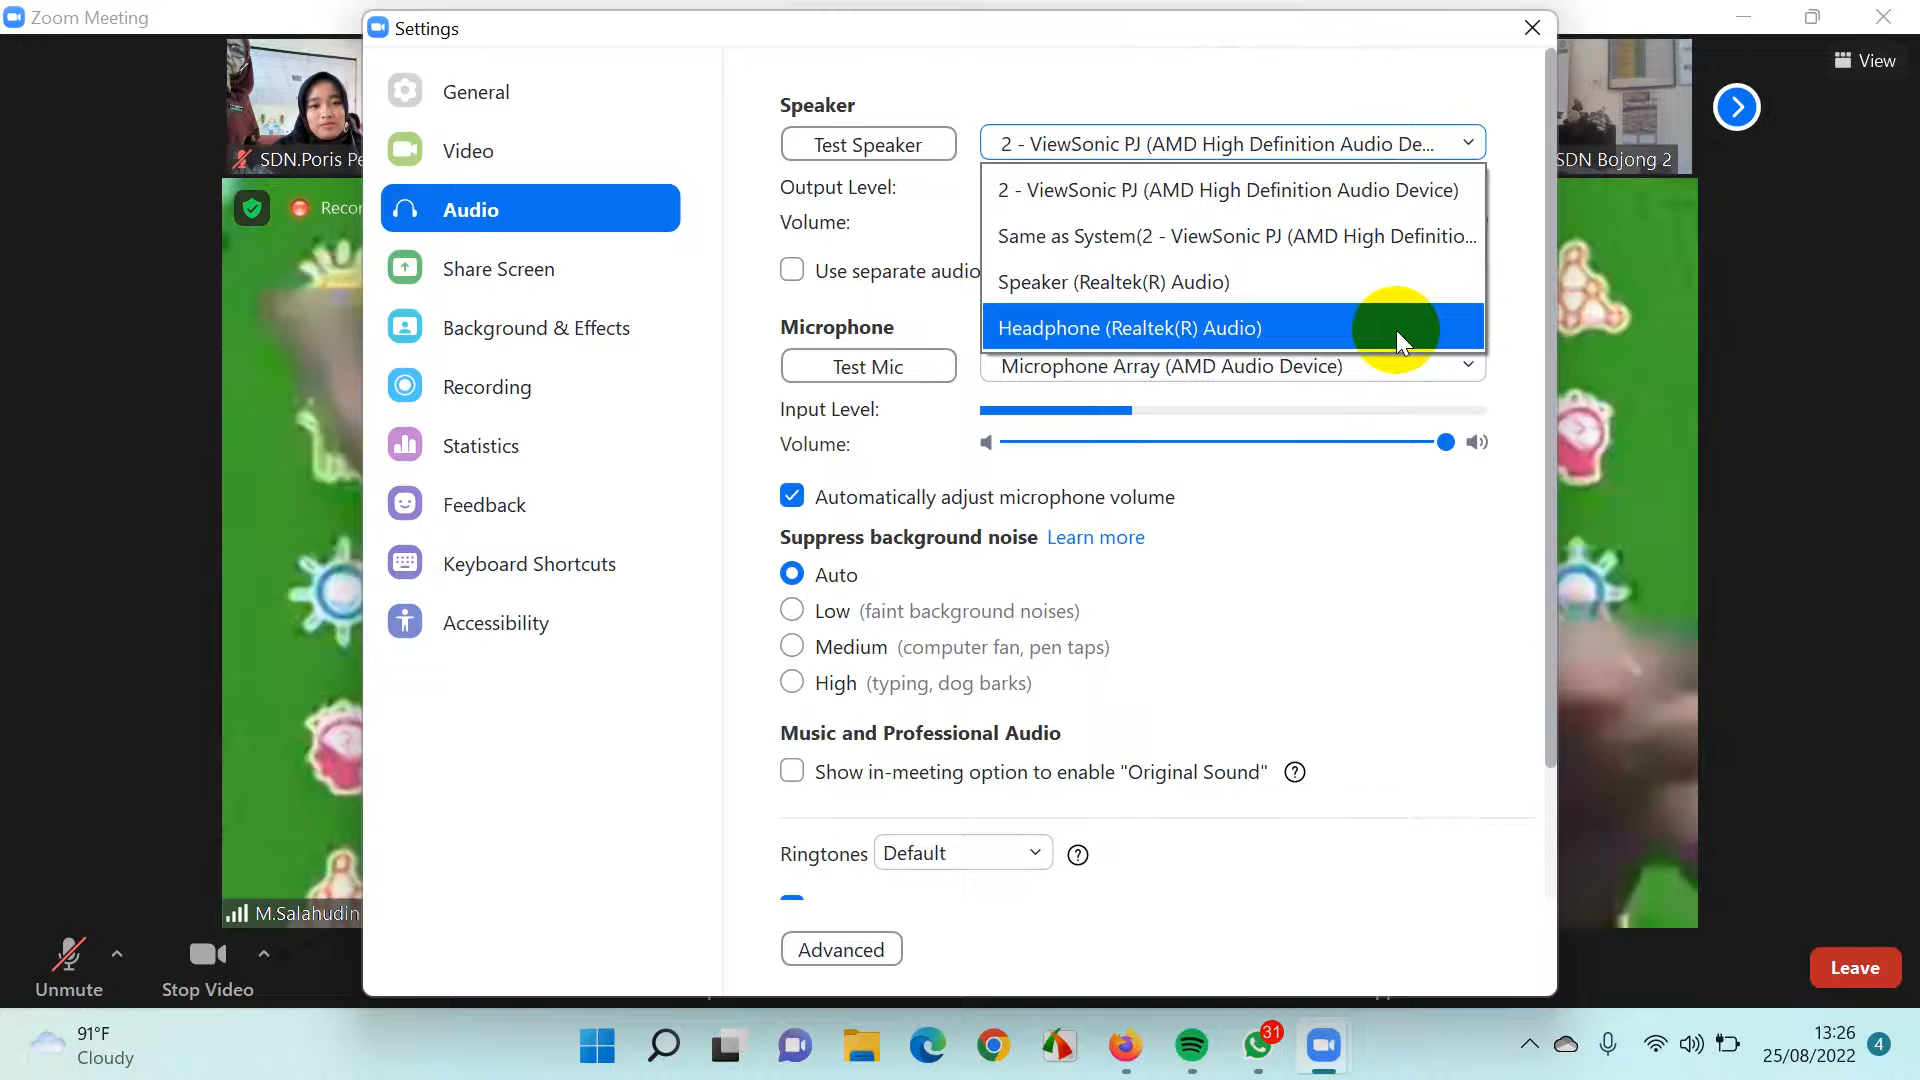 Zoom Meeting
Settings
View
SDN.Poris Pe
SDN Bojong 2
Recor
M.Salahudin
General
Video
Audio
Share Screen
Background & Effects
Recording
Statistics
Feedback
Keyboard Shortcuts
Accessibility
Speaker
Test Speaker
2 - ViewSonic PJ (AMD High Definition Audio De...
2 - ViewSonic PJ (AMD High Definition Audio Device)
Same as System(2 - ViewSonic PJ (AMD High Definitio...
Speaker (Realtek(R) Audio)
Headphone (Realtek(R) Audio)
Output Level:
Volume:
Use separate audio
Microphone
Test Mic
Microphone Array (AMD Audio Device)
Input Level:
Volume:
Automatically adjust microphone volume
Suppress background noise Learn more
Auto
Low (faint background noises)
Medium (computer fan, pen taps)
High (typing, dog barks)
Music and Professional Audio
Show in-meeting option to enable "Original Sound" ?
Ringtones Default ?
Advanced
Unmute
Stop Video
Leave
91°F
Cloudy
31
13:26
25/08/2022
4